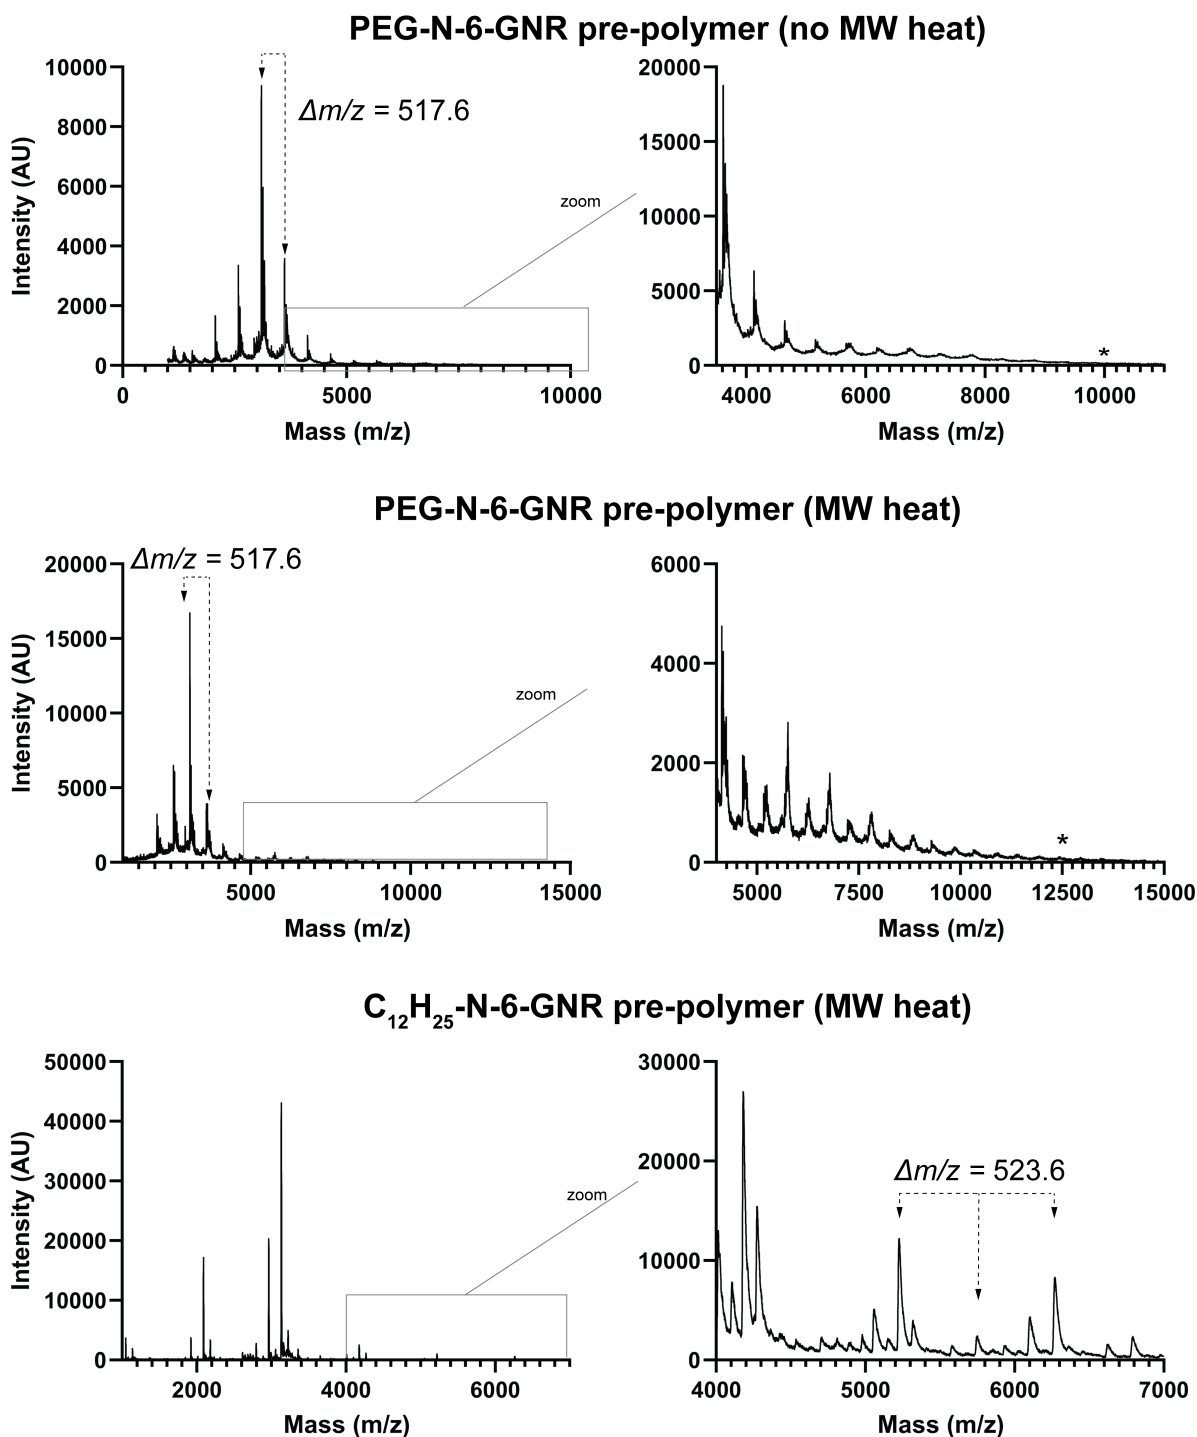 PEG-N-6-GNR pre-polymer (no MW heat)
10000
8000
6000
4000
2000
0
Intensity (AU)
Δm/z = 517.6
zoom
0 5000 10000
Mass (m/z)
20000
15000
10000
5000
0
*
4000 6000 8000 10000
Mass (m/z)
PEG-N-6-GNR pre-polymer (MW heat)
Δm/z = 517.6
20000
15000
10000
5000
0
Intensity (AU)
zoom
5000 10000 15000
Mass (m/z)
6000
4000
2000
0
*
5000 7500 10000 12500 15000
Mass (m/z)
C12H25-N-6-GNR pre-polymer (MW heat)
50000
40000
30000
20000
10000
0
Intensity (AU)
zoom
2000 4000 6000
Mass (m/z)
30000
20000
10000
0
Δm/z = 523.6
4000 5000 6000 7000
Mass (m/z)